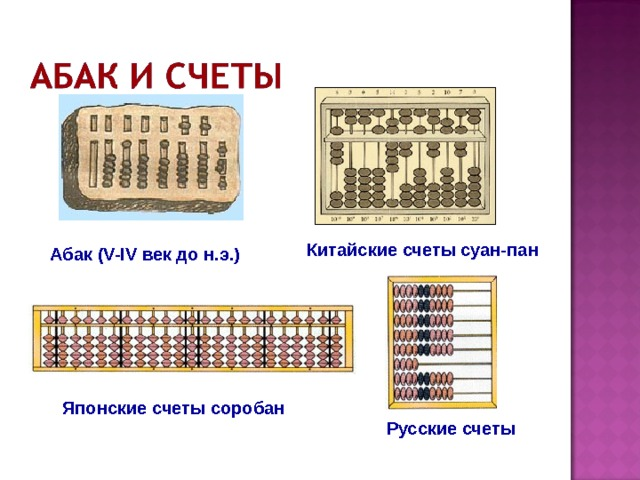 АБАК И СЧЕТЫ
Абак (V-IV век до н.э.)
Китайские счеты суан-пан
Японские счеты соробан
Русские счеты